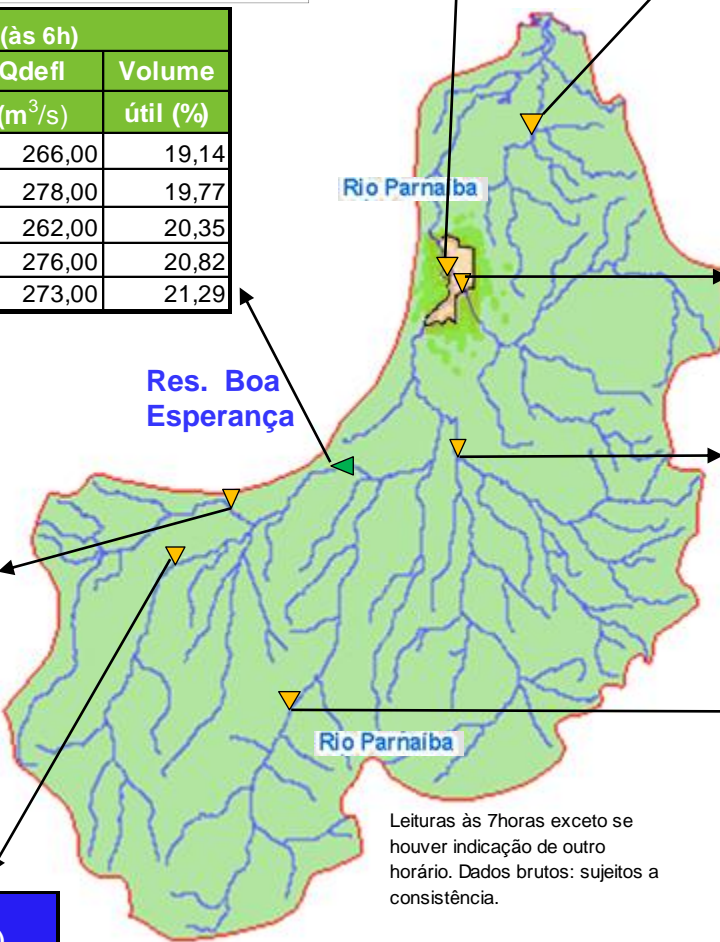 (às 6h)
Qdefl Volume
(m³/s) útil (%)
266,00 19,14
278,00 19,77
262,00 20,35
276,00 20,82
273,00 21,29
Rio Parnaíba
Res. Boa
Esperança
Rio Parnaíba
Leituras às 7horas exceto se
houver indicação de outro
horário. Dados brutos: sujeitos a
consistência.